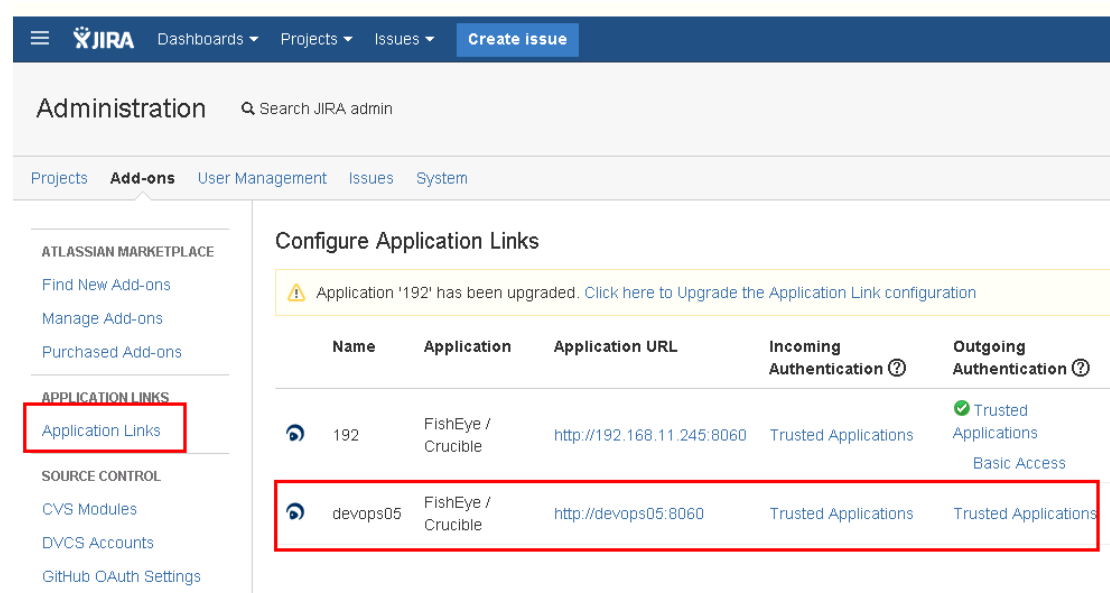 JIRA Dashboards Projects Issues Create issue
Administration Search JIRA admin
Projects Add-ons User Management Issues System
ATLASSIAN MARKETPLACE
Find New Add-ons
Manage Add-ons
Purchased Add-ons
APPLICATION LINKS
Application Links
SOURCE CONTROL
CVS Modules
DVCS Accounts
GitHub OAuth Settings
Configure Application Links
Application '192' has been upgraded. Click here to Upgrade the Application Link configuration
Name Application Application URL Incoming Authentication ? Outgoing Authentication ?
192 FishEye / Crucible http://192.168.11.245:8060 Trusted Applications Trusted Applications
Basic Access
devops05 FishEye / Crucible http://devops05:8060 Trusted Applications Trusted Applications